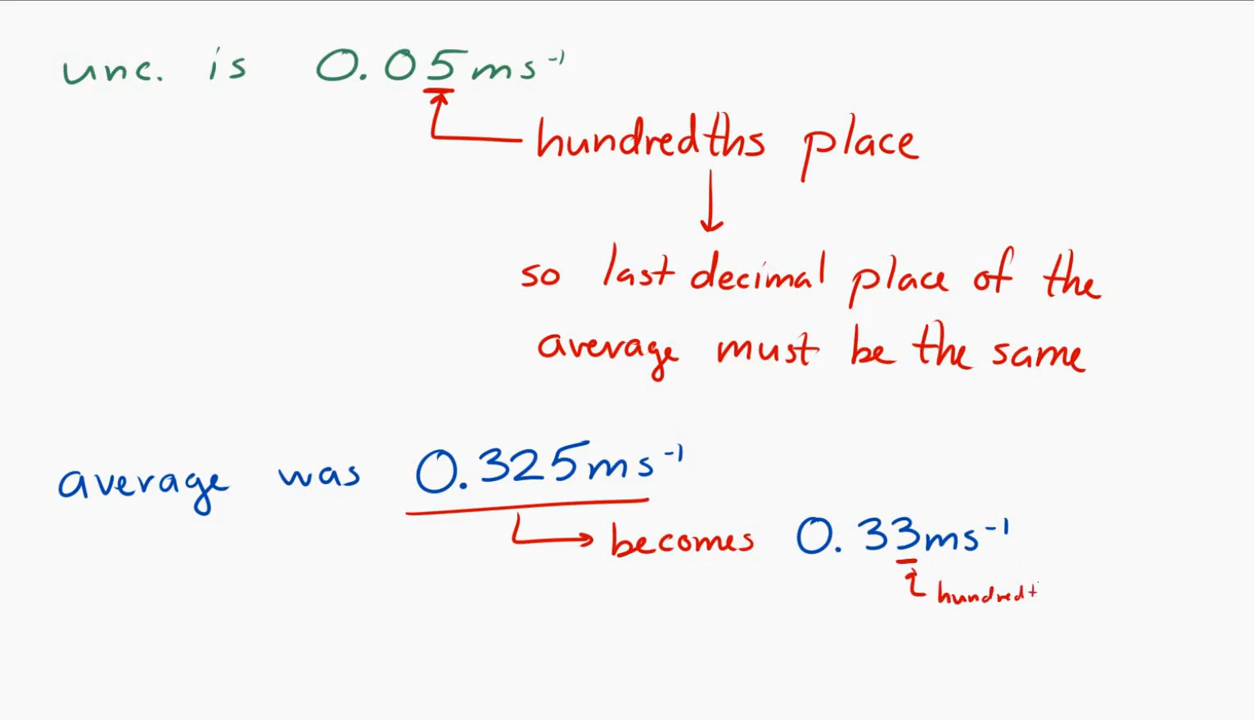 unc. is 0.05ms⁻¹
hundredths place
so last decimal place of the
average must be the same
average was 0.325ms⁻¹
becomes 0.33ms⁻¹
hundredt